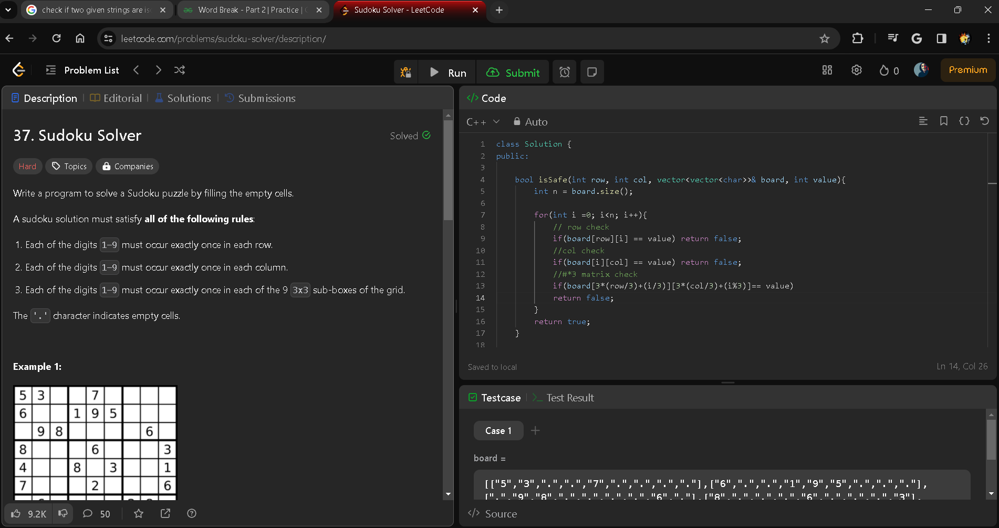 check if two given strings are is
Word Break - Part 2 | Practice |
Sudoku Solver - LeetCode
leetcode.com/problems/sudoku-solver/description/
Problem List
Run
Submit
0
Premium
Description
Editorial
Solutions
Submissions
37. Sudoku Solver
Solved
Hard
Topics
Companies
Write a program to solve a Sudoku puzzle by filling the empty cells.
A sudoku solution must satisfy all of the following rules:
1. Each of the digits 1-9 must occur exactly once in each row.
2. Each of the digits 1-9 must occur exactly once in each column.
3. Each of the digits 1-9 must occur exactly once in each of the 9 3x3 sub-boxes of the grid.
The '.' character indicates empty cells.
Example 1:
5 3 7
6 1 9 5
9 8 6
8 6 3
4 8 3 1
7 2 6
9.2K
50
Code
C++
Auto
1 class Solution {
2 public:
3
4 bool isSafe(int row, int col, vector<vector<char>>& board, int value){
5 int n = board.size();
6
7 for(int i =0; i<n; i++){
8 // row check
9 if(board[row][i] == value) return false;
10 //col check
11 if(board[i][col] == value) return false;
12 //#*3 matrix check
13 if(board[3*(row/3)+(i/3)][3*(col/3)+(i%3)]== value)
14 return false;
15 }
16 return true;
17 }
18
Saved to local
Ln 14, Col 26
Testcase
Test Result
Case 1
board =
[["5","3",".",".","7",".",".",".","."],["6",".",".","1","9","5",".",".","."],
[".","9","8",".",".",".",".","6","."],["8",".",".",".","6",".",".",".","3"],
Source